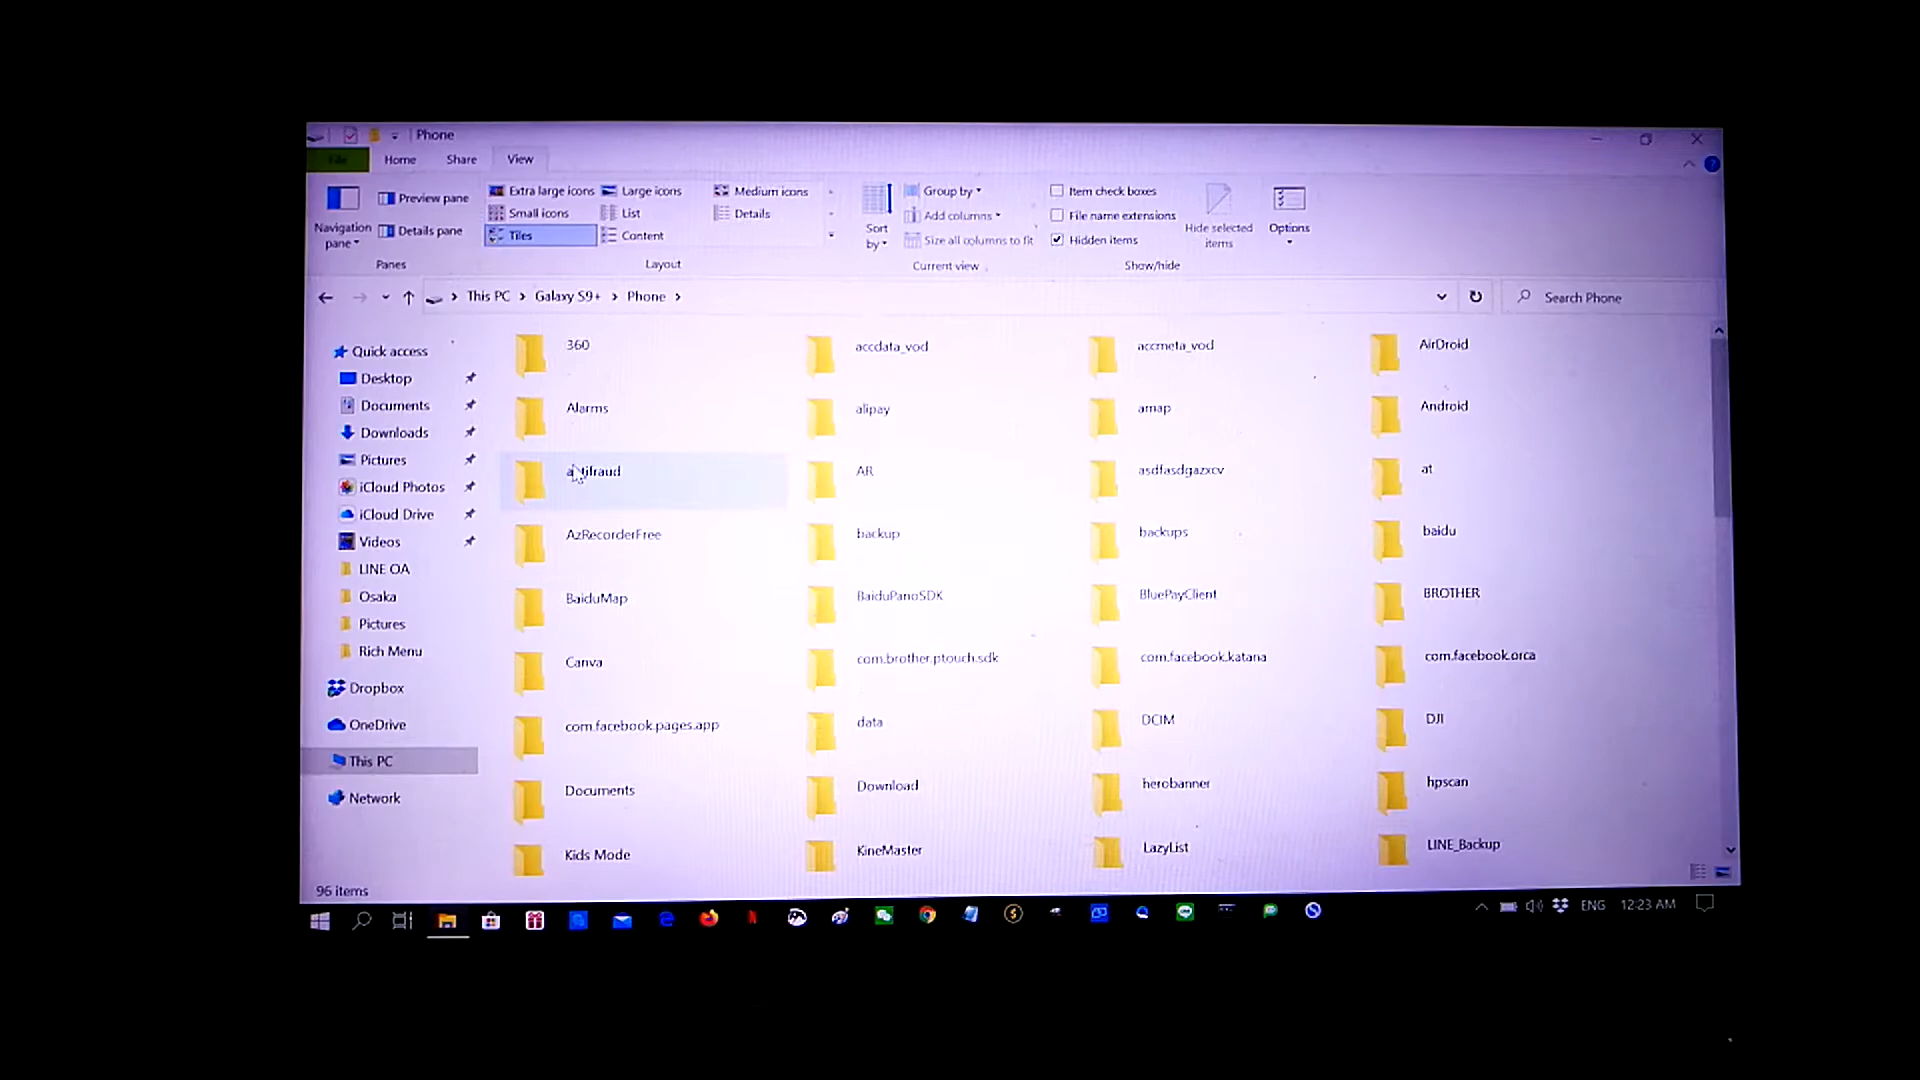 Phone
File Home Share View
Navigation pane
Preview pane
Details pane
Panes
Extra large icons Large icons Medium icons
Small icons List Details
Tiles Content
Layout
Sort by
Group by
Add columns
Size all columns to fit
Current view
Item check boxes
File name extensions
Hidden items
Hide selected items
Show/hide
Options
This PC > Galaxy S9+ > Phone >
Search Phone
Quick access
Desktop
Documents
Downloads
Pictures
iCloud Photos
iCloud Drive
Videos
LINE OA
Osaka
Pictures
Rich Menu
Dropbox
OneDrive
This PC
Network
360 accdata_vod accmeta_vod AirDroid
Alarms alipay amap Android
antifraud AR asdfasdgazxcv at
AzRecorderFree backup backups baidu
BaiduMap BaiduPanoSDK BluePayClient BROTHER
Canva com.brother.ptouch.sdk com.facebook.katana com.facebook.orca
com.facebook.pages.app data DCIM DJI
Documents Download herobanner hpscan
Kids Mode KineMaster LazyList LINE_Backup
96 items
ENG 12:23 AM